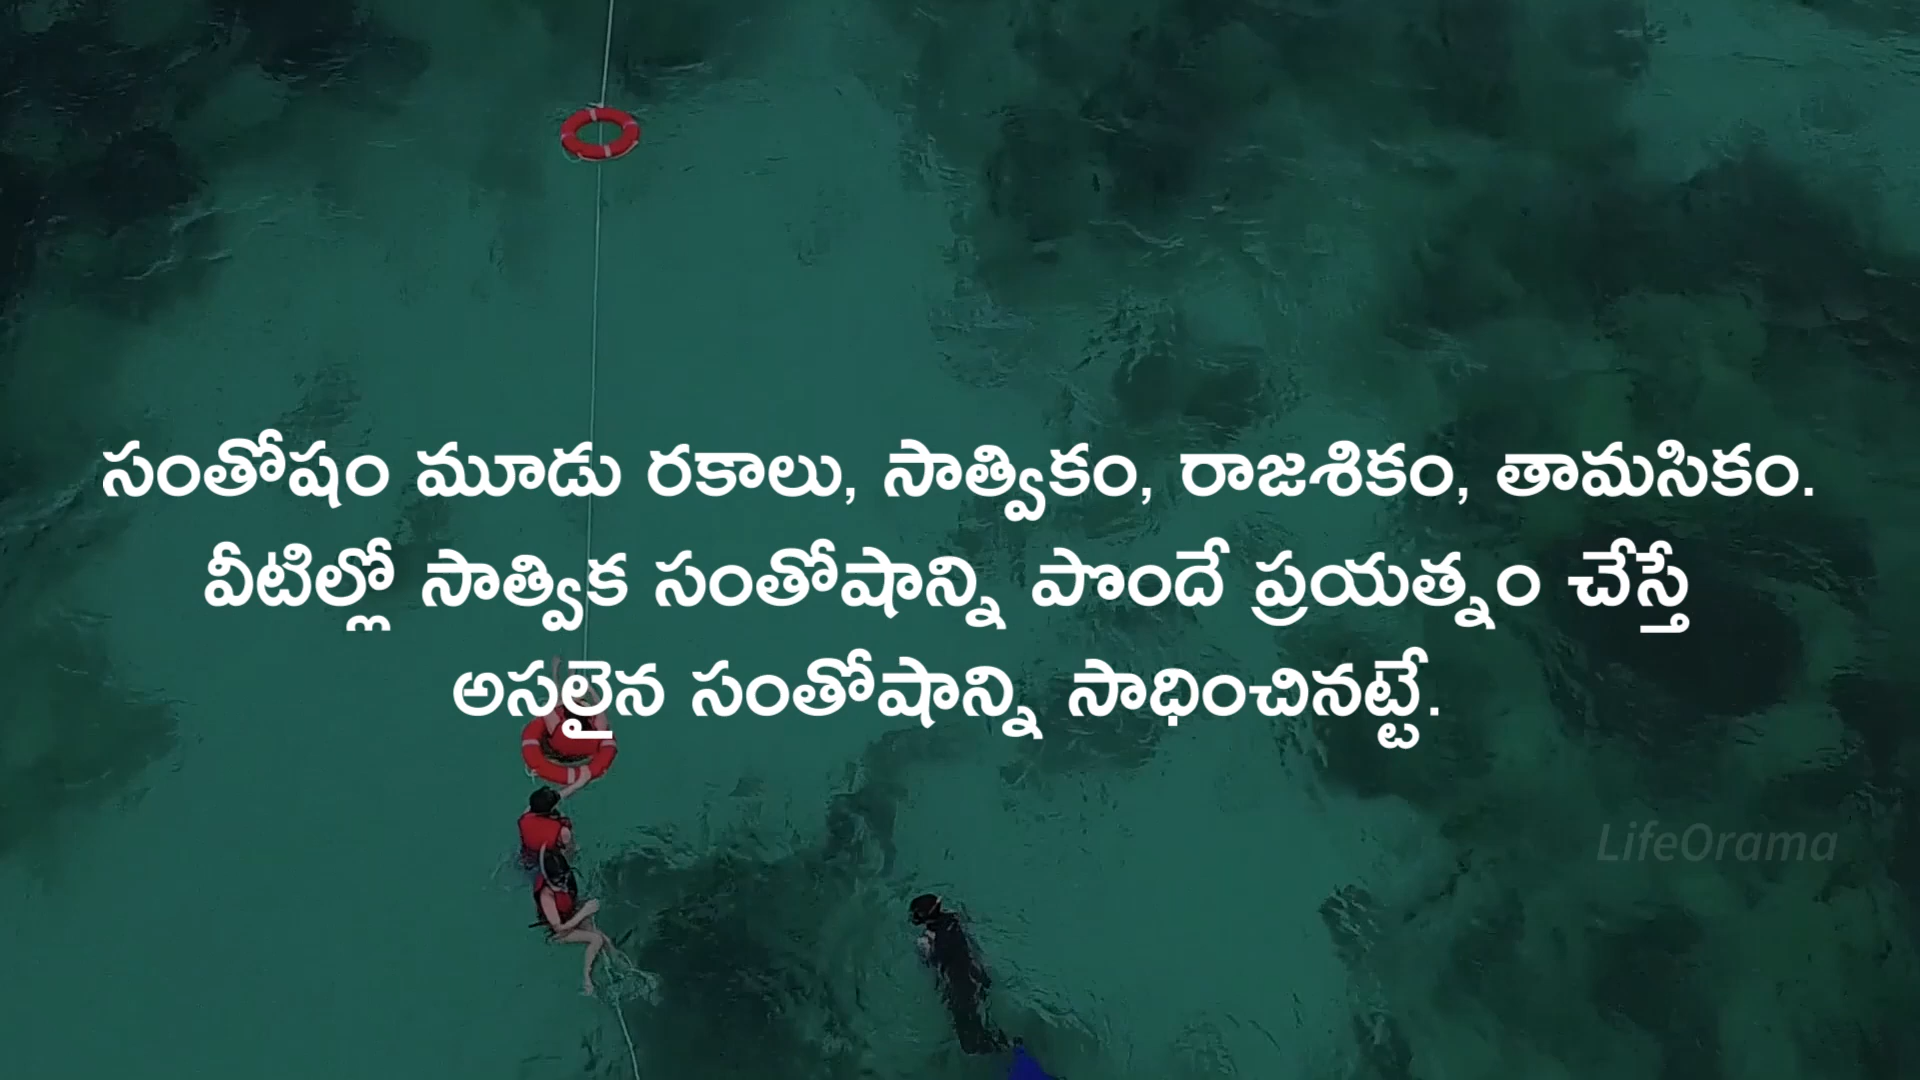 సంతోషం మూడు రకాలు, సాత్వికం, రాజశికం, తామసికం.
వీటిల్లో సాత్విక సంతోషాన్ని పొందే ప్రయత్నం చేస్తే
అసలైన సంతోషాన్ని సాధించినట్టే.
LifeOrama